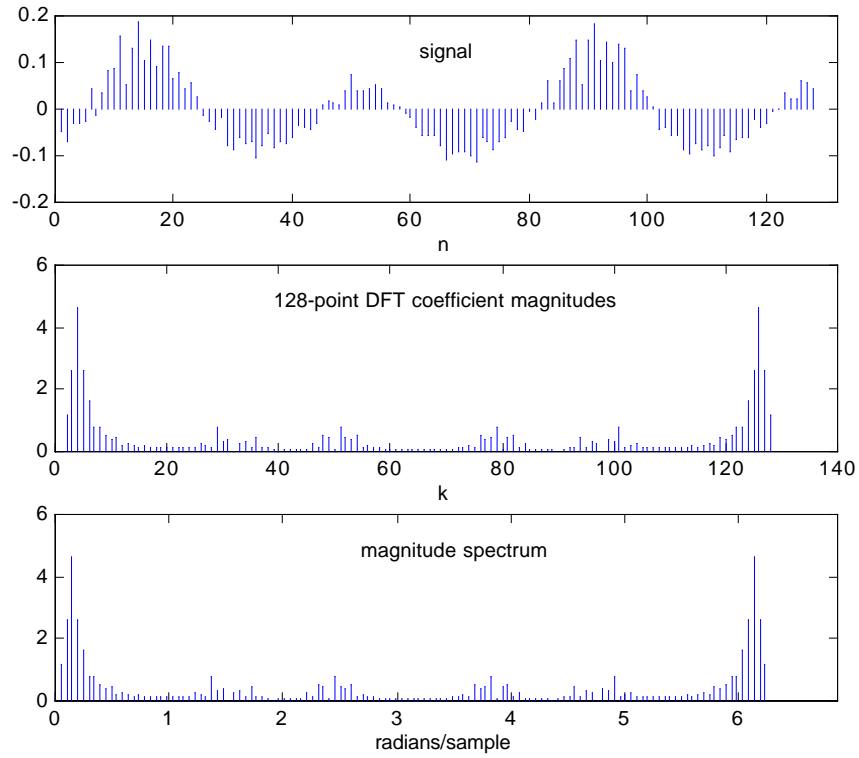 0.2
0.1
0
-0.1
-0.2
signal
0 20 40 60 80 100 120
n
6
4
2
0
128-point DFT coefficient magnitudes
0 20 40 60 80 100 120 140
k
6
4
2
0
magnitude spectrum
0 1 2 3 4 5 6
radians/sample